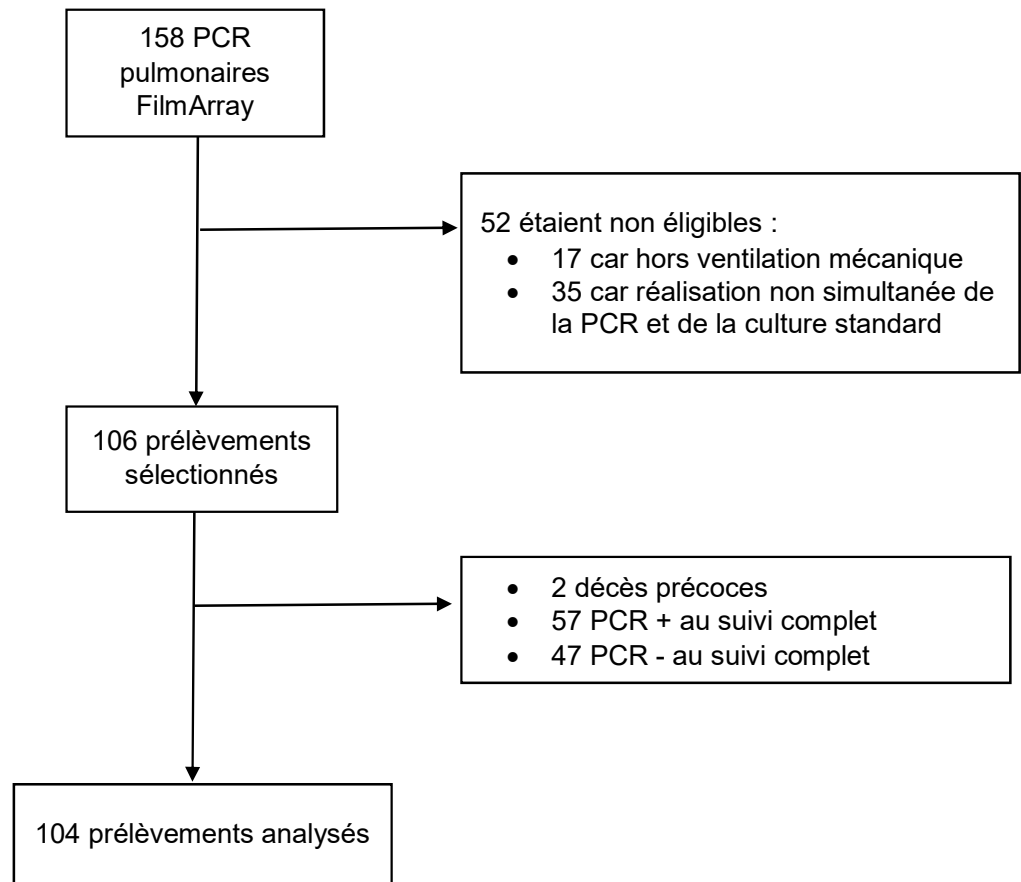 158 PCR
pulmonaires
FilmArray
52 étaient non éligibles :
• 17 car hors ventilation mécanique
• 35 car réalisation non simultanée de
la PCR et de la culture standard
106 prélèvements
sélectionnés
• 2 décès précoces
• 57 PCR + au suivi complet
• 47 PCR - au suivi complet
104 prélèvements analysés